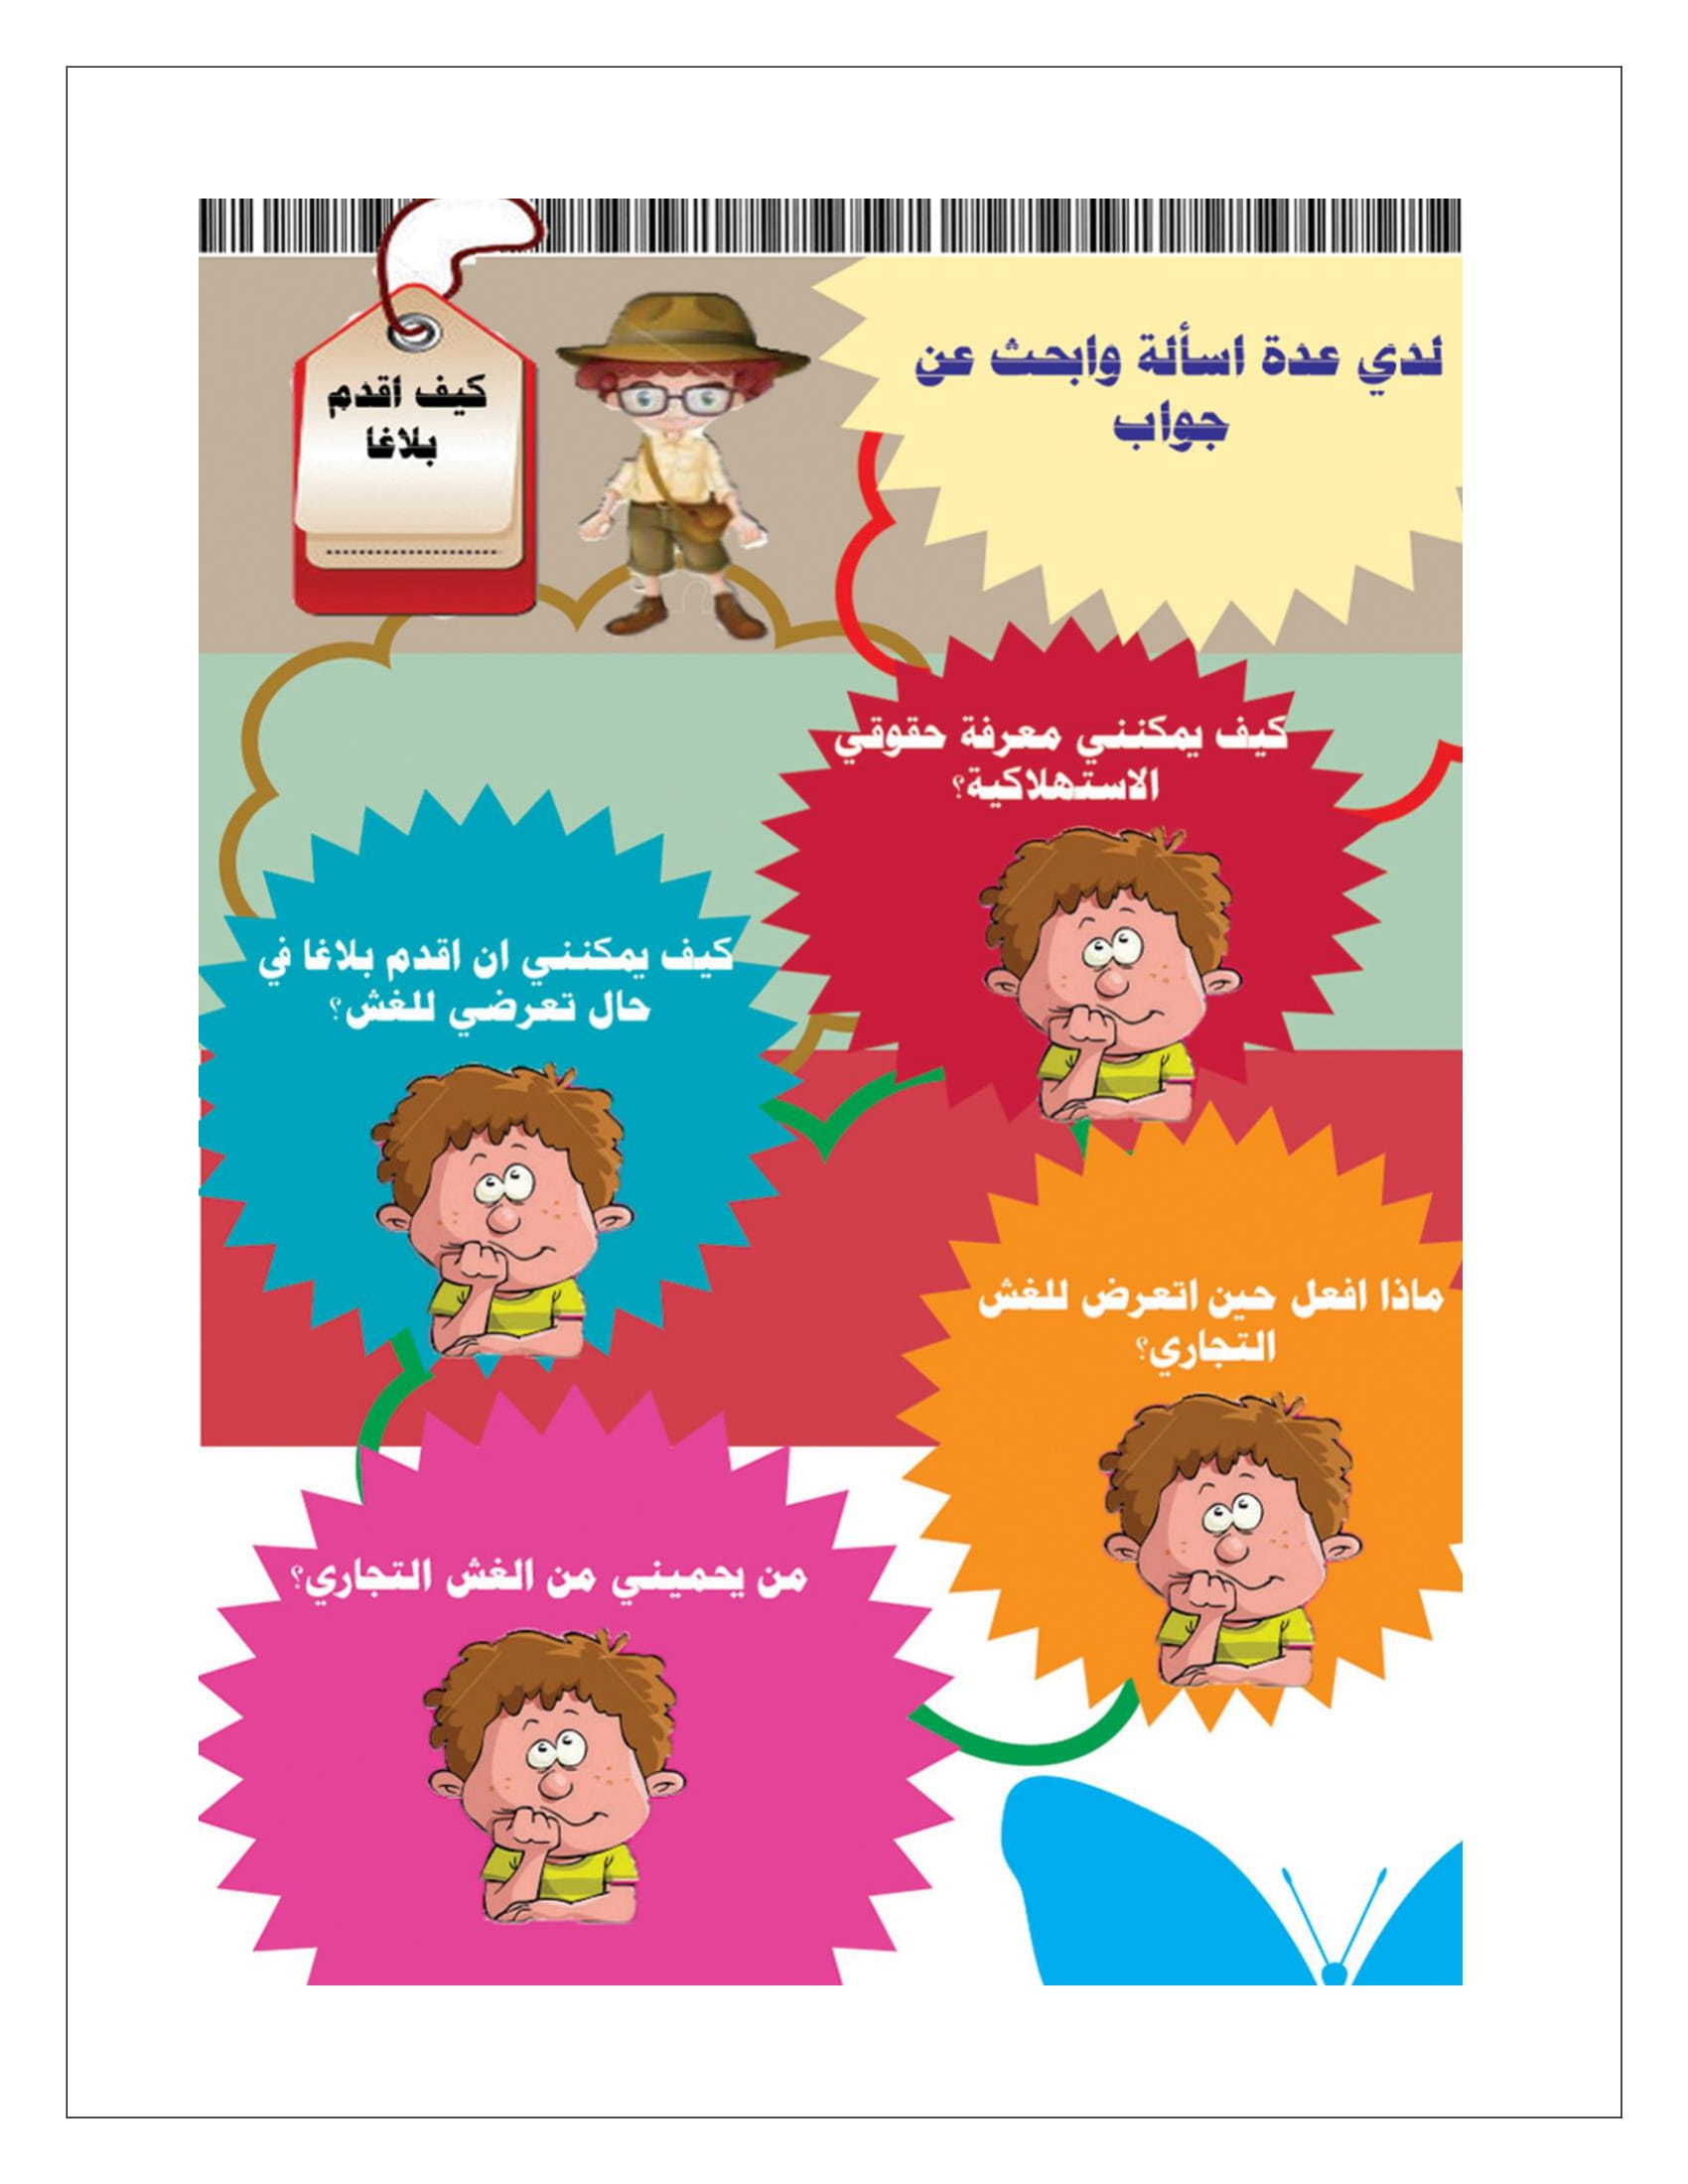 لدي عدة اسألة وابحث عن
جواب
كيف اقدم
بلاغا
كيف يمكنني معرفة حقوقي
الاستهلاكية؟
كيف يمكنني ان اقدم بلاغا في
حال تعرضي للغش؟
ماذا افعل حين اتعرض للغش
التجاري؟
من يحميني من الغش التجاري؟